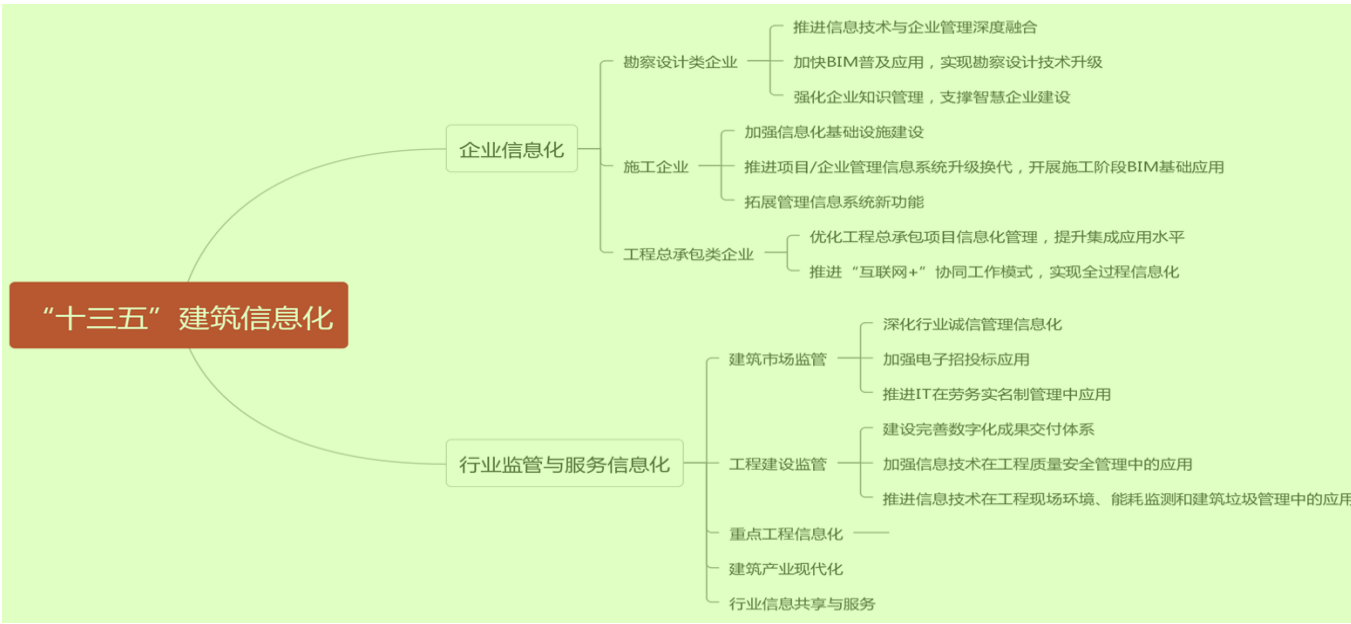 推进信息技术与企业管理深度融合
勘察设计类企业
加快BIM普及应用，实现勘察设计技术升级
强化企业知识管理，支撑智慧企业建设
企业信息化
加强信息化基础设施建设
施工企业
推进项目/企业管理信息系统升级换代，开展施工阶段BIM基础应用
拓展管理信息系统新功能
工程总承包类企业
优化工程总承包项目信息化管理，提升集成应用水平
推进“互联网+”协同工作模式，实现全过程信息化
“十三五”建筑信息化
深化行业诚信管理信息化
建筑市场监管
加强电子招投标应用
推进IT在劳务实名制管理中应用
行业监管与服务信息化
建设完善数字化成果交付体系
工程建设监管
加强信息技术在工程质量安全管理中的应用
推进信息技术在工程现场环境、能耗监测和建筑垃圾管理中的应用
重点工程信息化
建筑产业现代化
行业信息共享与服务